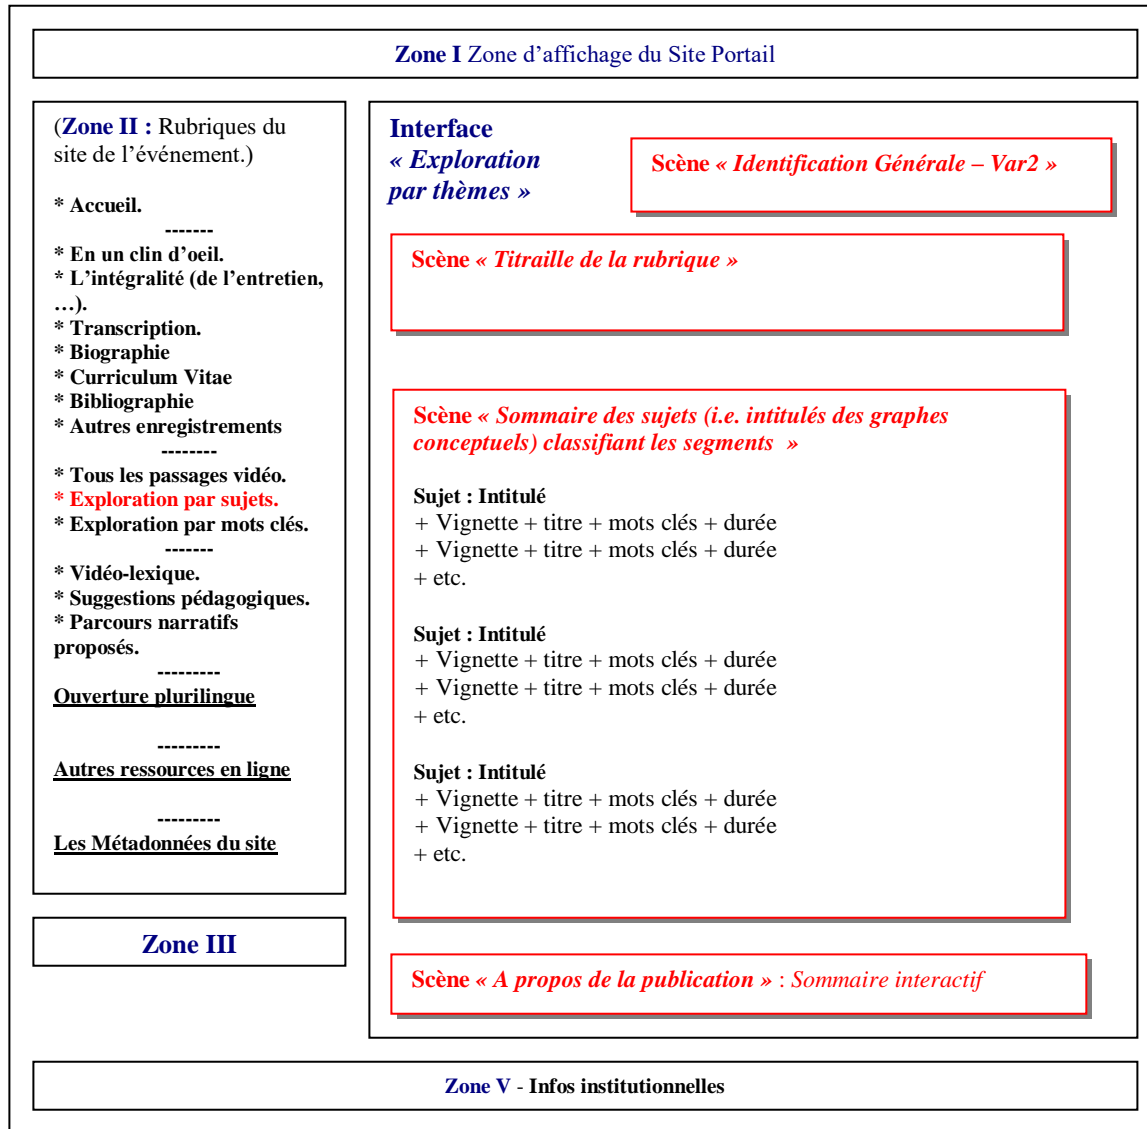 Zone I Zone d’affichage du Site Portail
(Zone II : Rubriques du
site de l’événement.)
* Accueil.
-------
* En un clin d’oeil.
* L’intégralité (de l’entretien,
…).
* Transcription.
* Biographie
* Curriculum Vitae
* Bibliographie
* Autres enregistrements
--------
* Tous les passages vidéo.
* Exploration par sujets.
* Exploration par mots clés.
-------
* Vidéo-lexique.
* Suggestions pédagogiques.
* Parcours narratifs
proposés.
---------
Ouverture plurilingue
---------
Autres ressources en ligne
---------
Les Métadonnées du site
Zone III
Interface
« Exploration
par thèmes »
Scène « Identification Générale – Var2 »
Scène « Titraille de la rubrique »
Scène « Sommaire des sujets (i.e. intitulés des graphes
conceptuels) classifiant les segments  »
Sujet : Intitulé
+ Vignette + titre + mots clés + durée
+ Vignette + titre + mots clés + durée
+ etc.
Sujet : Intitulé
+ Vignette + titre + mots clés + durée
+ Vignette + titre + mots clés + durée
+ etc.
Sujet : Intitulé
+ Vignette + titre + mots clés + durée
+ Vignette + titre + mots clés + durée
+ etc.
Scène « A propos de la publication » : Sommaire interactif
Zone V - Infos institutionnelles